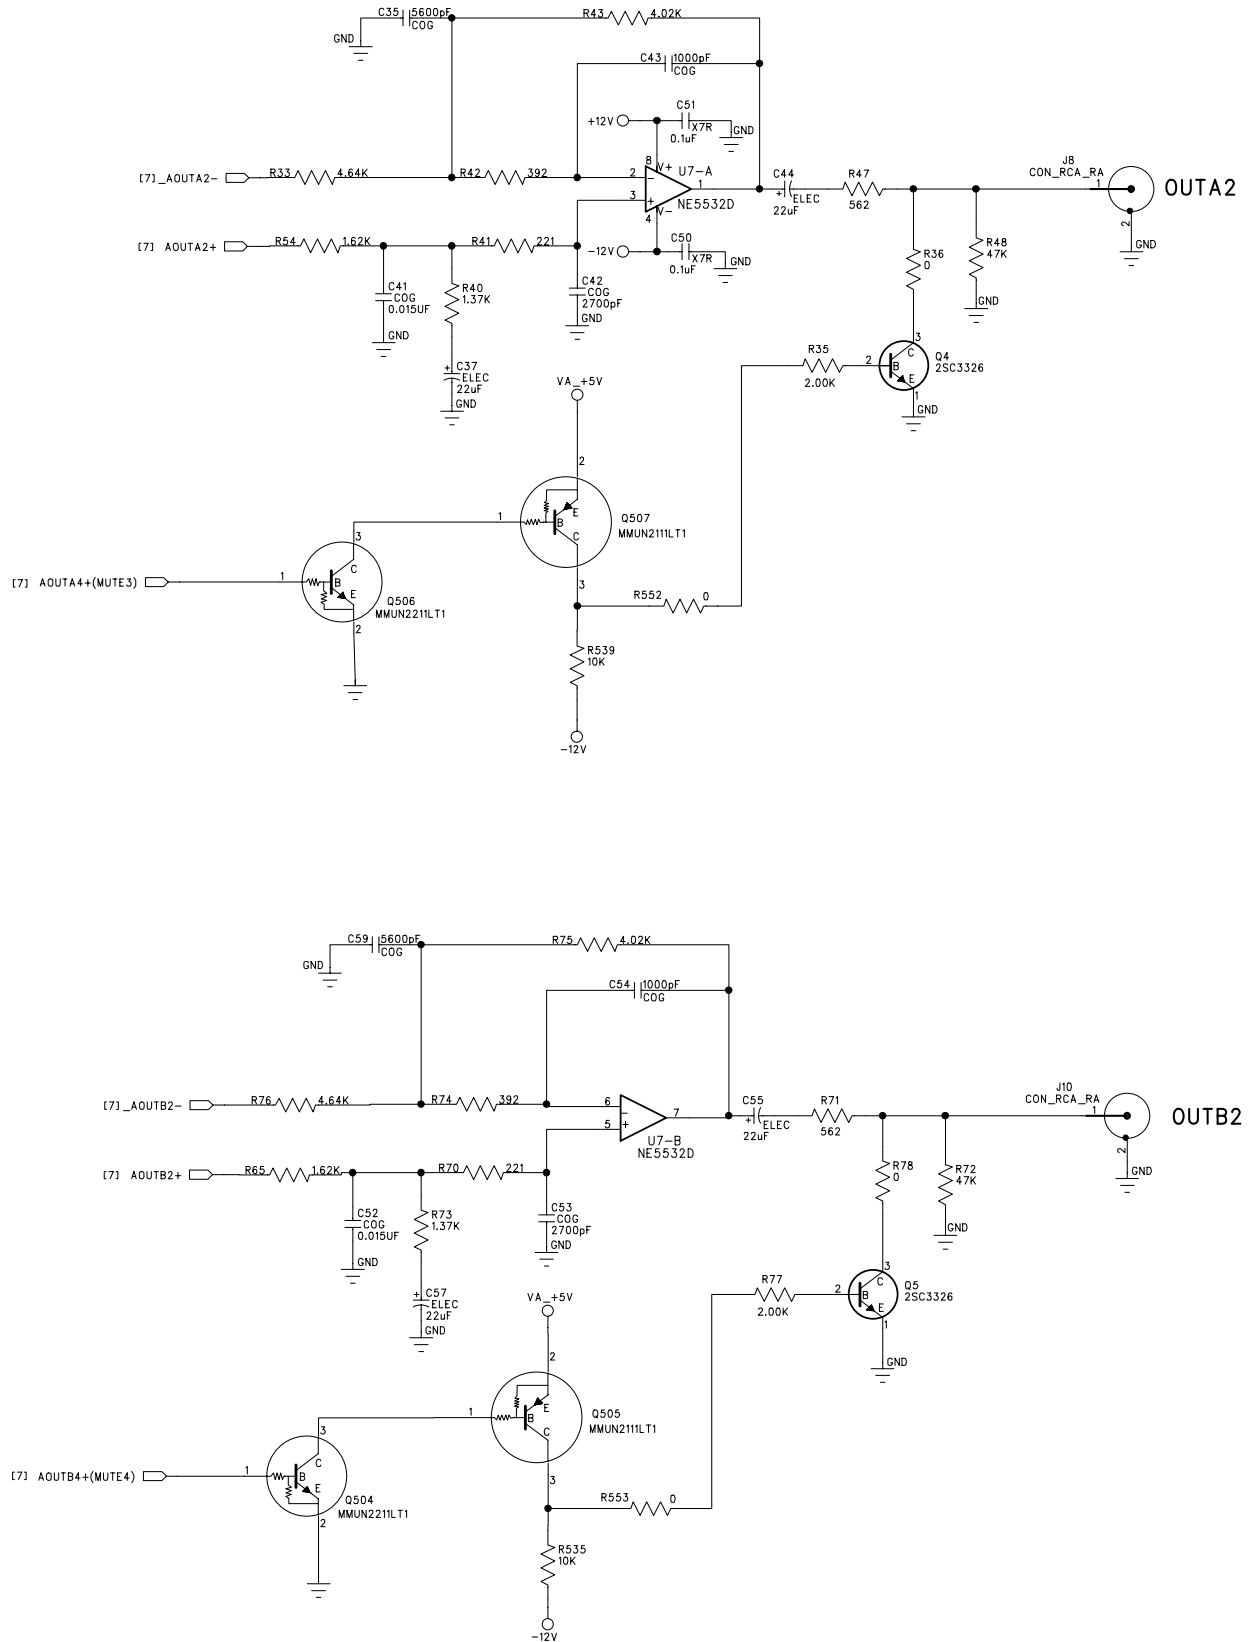 C35 5600pF
COG
GND
R43 4.02K
C43 1000pF
COG
C51
+12V
X7R
0.1uF
GND
[7]_AOUTA2-
R33 4.64K
R42 392
2
8
V+
U7-A
1
NE5532D
3
4
V-
[7] AOUTA2+
R54 1.62K
R41 221
-12V
C50
X7R
0.1uF
GND
C44
+
ELEC
22uF
R47
562
J8
CON_RCA_RA
1
OUTA2
2
GND
R36
0
R48
47K
GND
C41
COG
0.015UF
GND
R40
1.37K
C42
COG
2700pF
GND
+
C37
ELEC
22uF
GND
R35
2.00K
2
3
C
B
E
1
Q4
2SC3326
GND
VA_+5V
2
E
B
C
1
3
Q507
MMUN2111LT1
[7] AOUTA4+(MUTE3)
1
3
C
B
E
2
Q506
MMUN2211LT1
R552 0
R539
10K
-12V
C59 5600pF
COG
GND
R75 4.02K
C54 1000pF
COG
[7]_AOUTB2-
R76 4.64K
R74 392
6
7
5
U7-B
NE5532D
[7] AOUTB2+
R65 1.62K
R70 221
C55
+
ELEC
22uF
R71
562
J10
CON_RCA_RA
1
OUTB2
2
GND
R78
0
R72
47K
GND
C52
COG
0.015UF
GND
R73
1.37K
C53
COG
2700pF
GND
+
C57
ELEC
22uF
GND
R77
2.00K
2
3
C
B
E
1
Q5
2SC3326
GND
VA_+5V
2
E
B
C
1
3
Q505
MMUN2111LT1
[7] AOUTB4+(MUTE4)
1
3
C
B
E
2
Q504
MMUN2211LT1
R553 0
R535
10K
-12V